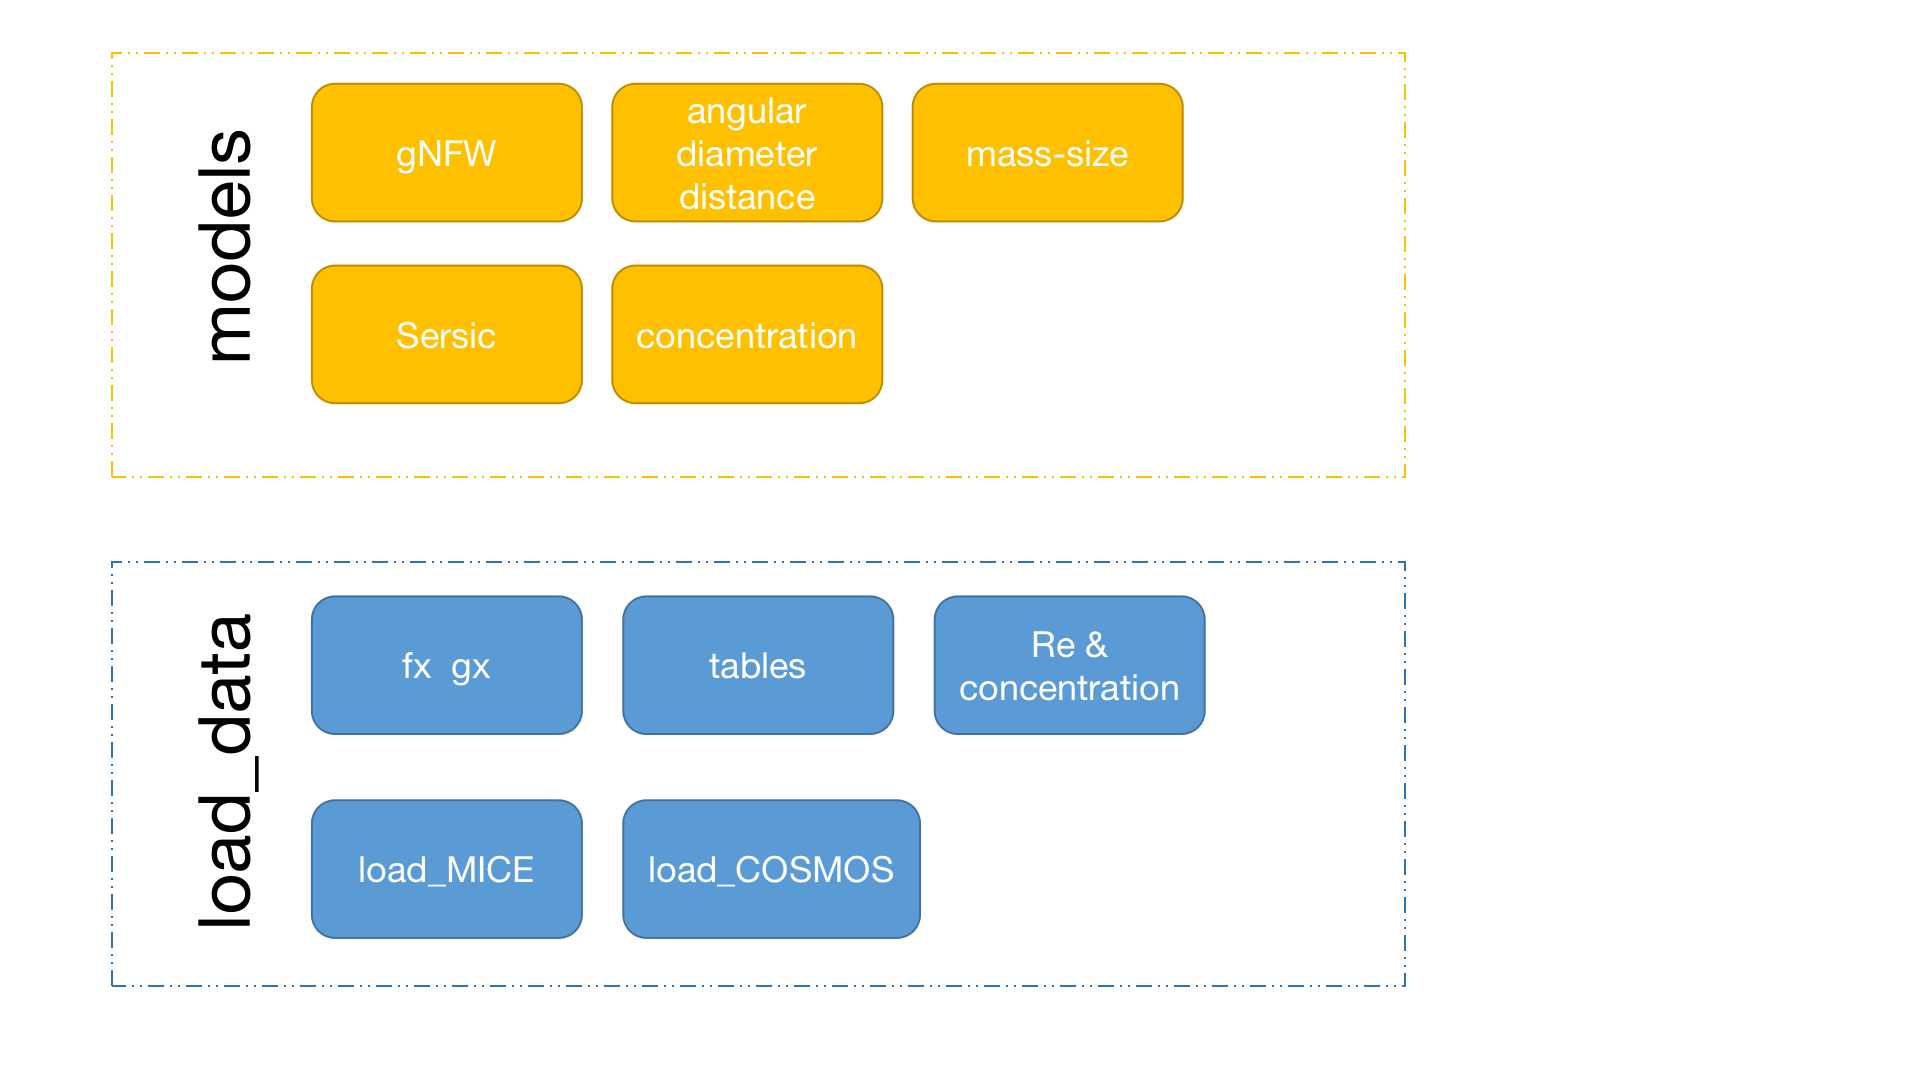 models
gNFW
angular
diameter
distance
mass-size
Sersic
concentration
load_data
fx  gx
tables
Re &
concentration
load_MICE
load_COSMOS